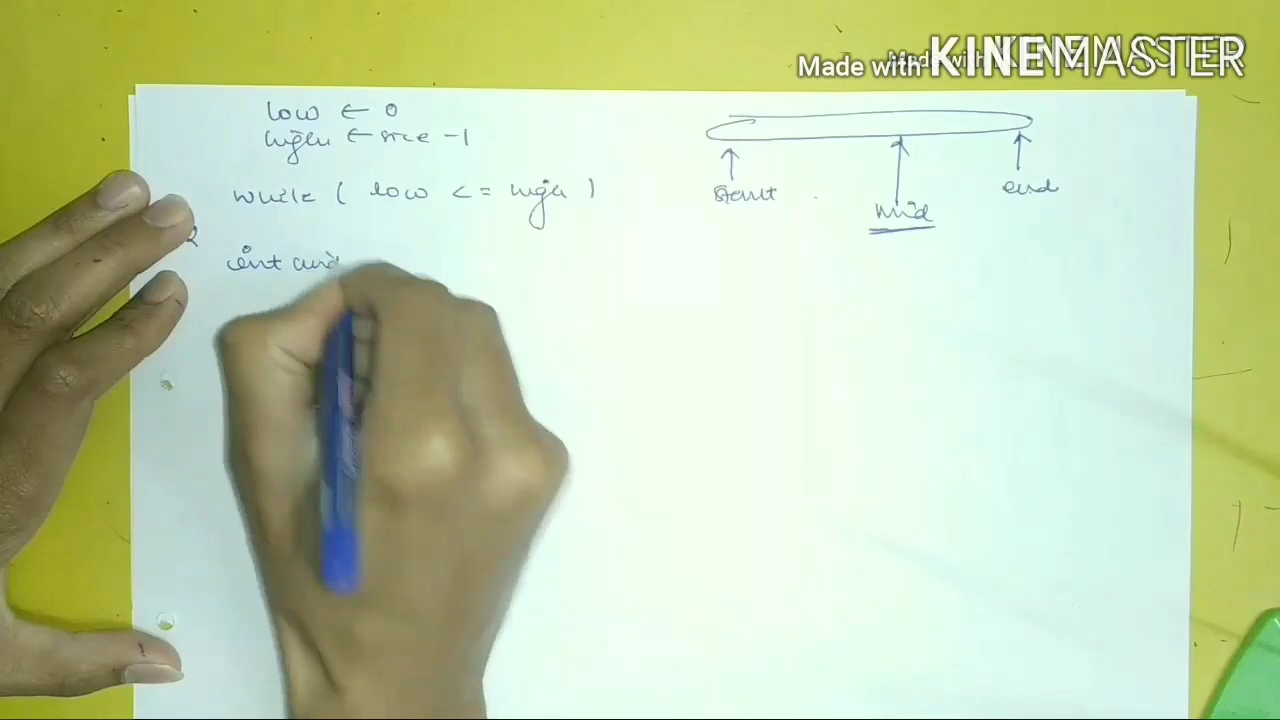 Made with KINEMASTER
low ← 0
high ← size -1
while ( low <= high )
{
int mid
start
mid
end